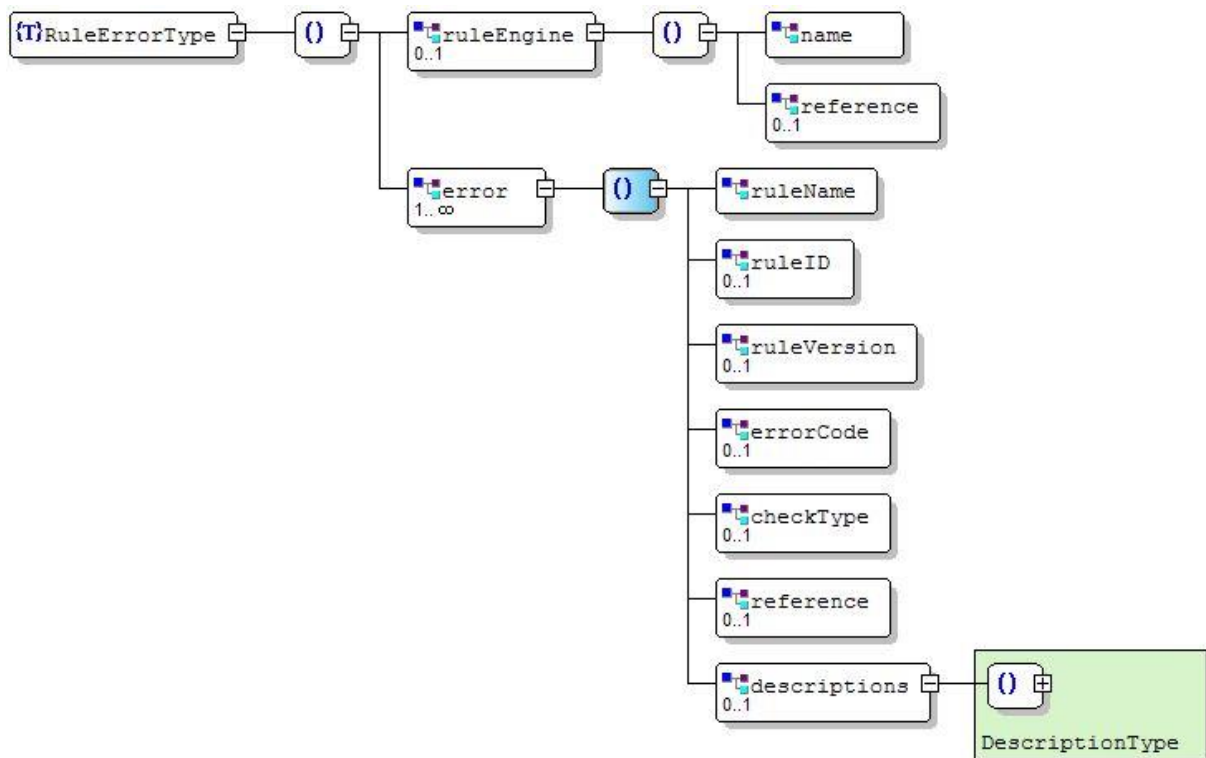 {T} RuleErrorType
()
ruleEngine
0..1
()
name
reference
0..1
error
1..∞
()
ruleName
ruleID
0..1
ruleVersion
0..1
errorCode
0..1
checkType
0..1
reference
0..1
descriptions
0..1
()
DescriptionType